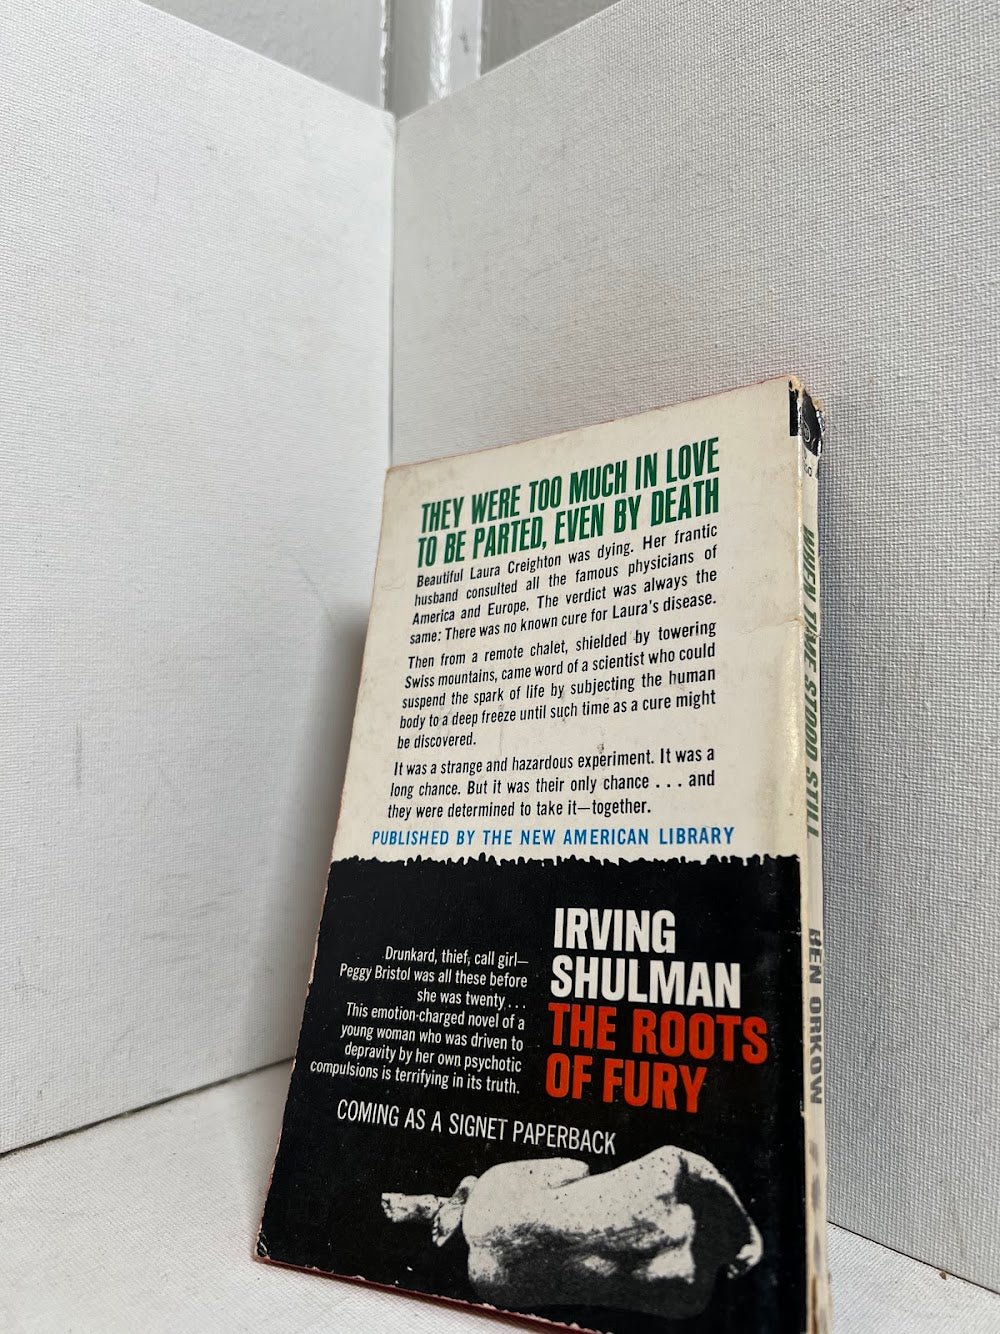 THEY WERE TOO MUCH IN LOVE
TO BE PARTED, EVEN BY DEATH
Beautiful Laura Creighton was dying. Her frantic
husband consulted all the famous physicians of
America and Europe. The verdict was always the
same: There was no known cure for Laura's disease.
Then from a remote chalet, shielded by towering
Swiss mountains, came word of a scientist who could
suspend the spark of life by subjecting the human
body to a deep freeze until such time as a cure might
be discovered.
It was a strange and hazardous experiment. It was a
long chance. But it was their only chance . . . and
they were determined to take it—together.
PUBLISHED BY THE NEW AMERICAN LIBRARY
Drunkard, thief, call girl—
Peggy Bristol was all these before
she was twenty . . .
This emotion-charged novel of a
young woman who was driven to
depravity by her own psychotic
compulsions is terrifying in its truth.
IRVING
SHULMAN
THE ROOTS
OF FURY
COMING AS A SIGNET PAPERBACK
WHEN TIME STOOD STILL
BEN ORKOW